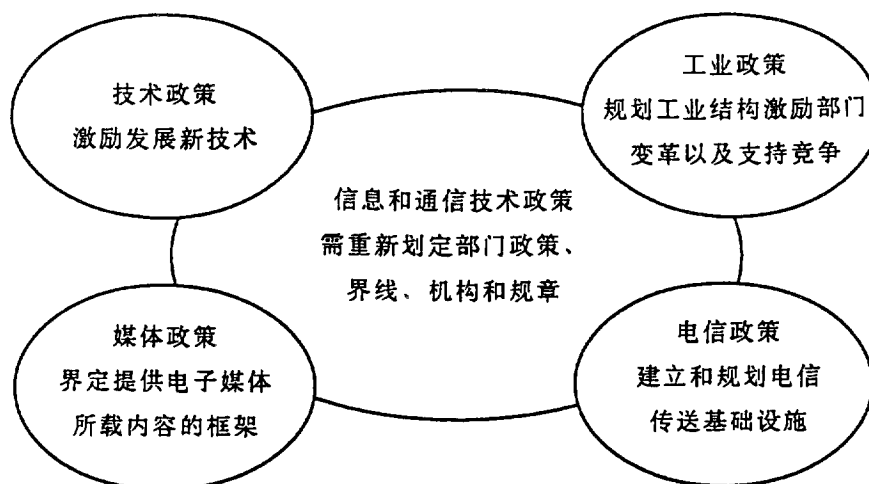 技术政策
激励发展新技术
工业政策
规划工业结构激励部门
变革以及支持竞争
信息和通信技术政策
需重新划定部门政策、
界线、机构和规章
媒体政策
界定提供电子媒体
所载内容的框架
电信政策
建立和规划电信
传送基础设施